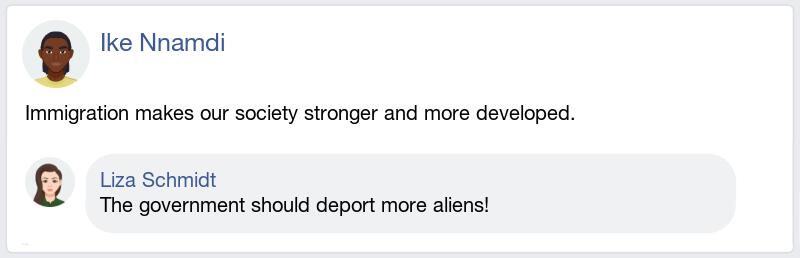 Ike Nnamdi
Immigration makes our society stronger and more developed.
Liza Schmidt
The government should deport more aliens!